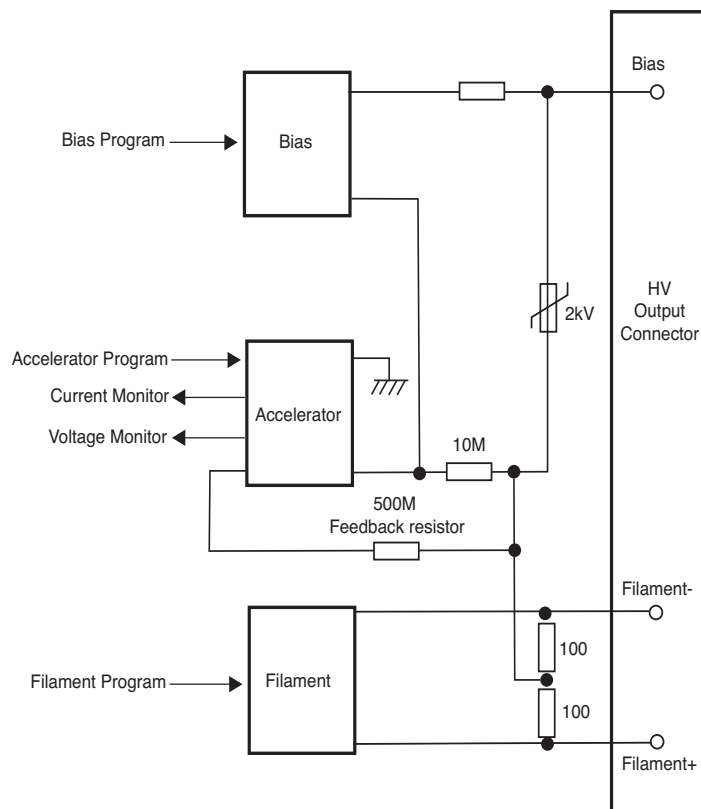 Bias
Bias Program
Bias
2kV
HV
Output
Connector
Accelerator Program
Current Monitor
Accelerator
Voltage Monitor
10M
500M
Feedback resistor
Filament-
100
Filament Program
Filament
100
Filament+